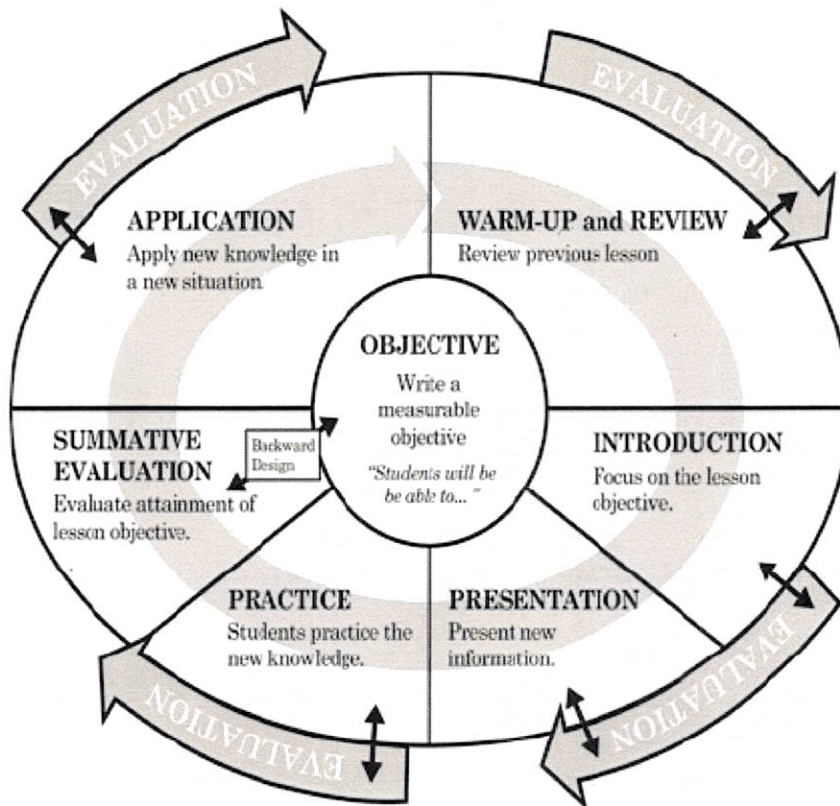 EVALUATION
EVALUATION
APPLICATION
Apply new knowledge in
a new situation
WARM-UP and REVIEW
Review previous lesson
OBJECTIVE
Write a
measurable
objective
"Students will be
be able to... "
SUMMATIVE
EVALUATION
Evaluate attainment of
lesson objective.
Backward
Design
INTRODUCTION
Focus on the lesson
objective.
PRACTICE
Students practice the
new knowledge.
PRESENTATION
Present new
information.
EVALUATION
EVALUATION